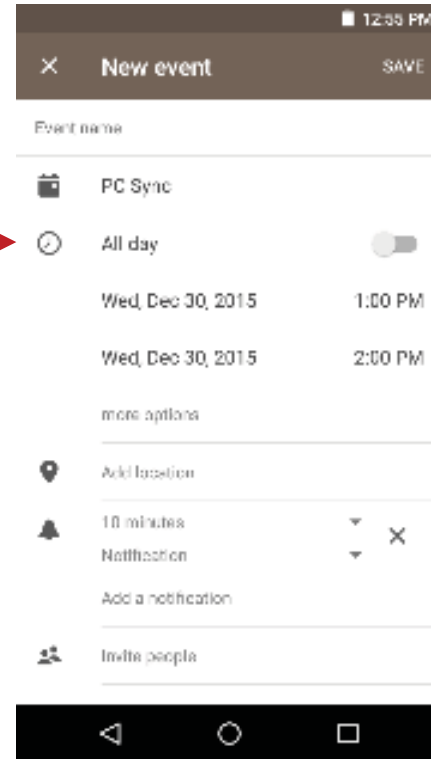 12:55 PM
New event SAVE
Event name
PC Sync
All day
Wed, Dec 30, 2015 1:00 PM
Wed, Dec 30, 2015 2:00 PM
more options
Add location
10 minutes
Notification
Add a notification
Invite people